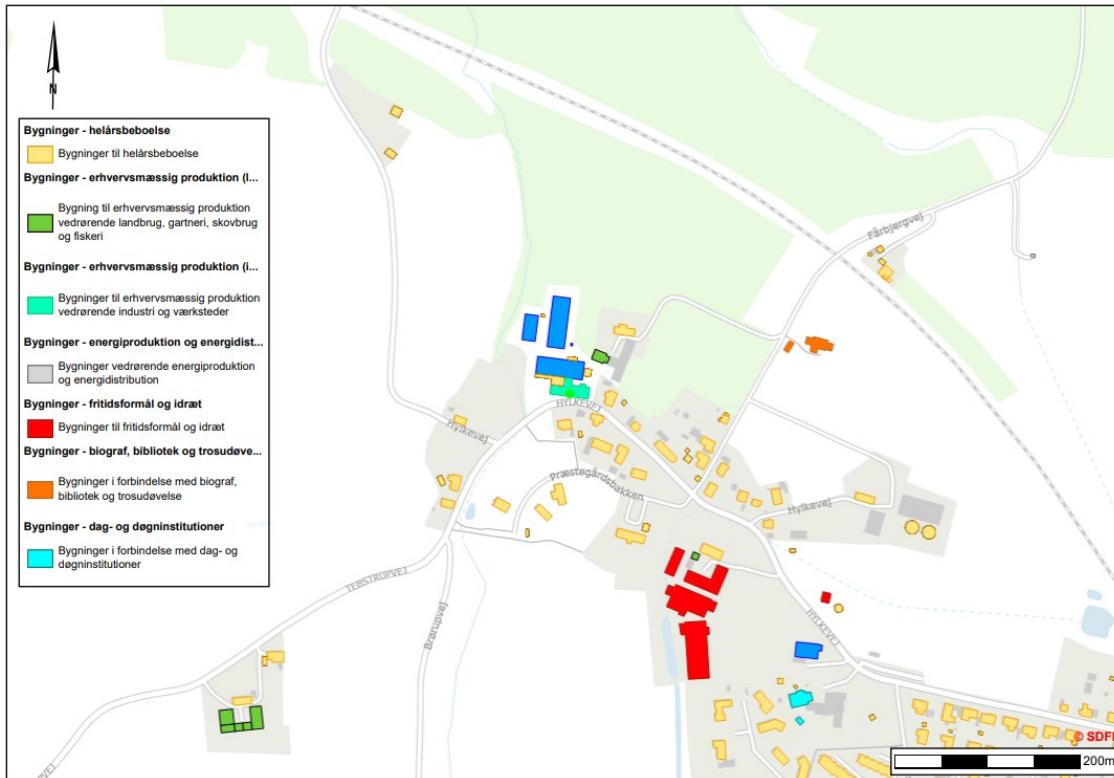 N
Bygninger - helårsbeboelse
Bygninger til helårsbeboelse
Bygninger - erhvervsmæssig produktion (l...
Bygning til erhvervsmæssig produktion
vedrørende landbrug, gartneri, skovbrug
og fiskeri
Bygninger - erhvervsmæssig produktion (i...
Bygninger til erhvervsmæssig produktion
vedrørende industri og værksteder
Bygninger - energiproduktion og energidist...
Bygninger vedrørende energiproduktion
og energidistribution
Bygninger - fritidsformål og idræt
Bygninger til fritidsformål og idræt
Bygninger - biograf, bibliotek og trosudøve...
Bygninger i forbindelse med biograf,
bibliotek og trosudøvelse
Bygninger - dag- og døgninstitutioner
Bygninger i forbindelse med dag- og
døgninstitutioner
Fårbjergvej
HYLKEVEJ
Hylkevej
Præstegårdsbakken
Hylkevej
TEBSTRUPVEJ
Brørupvej
HYLKEVEJ
© SDFI
200m